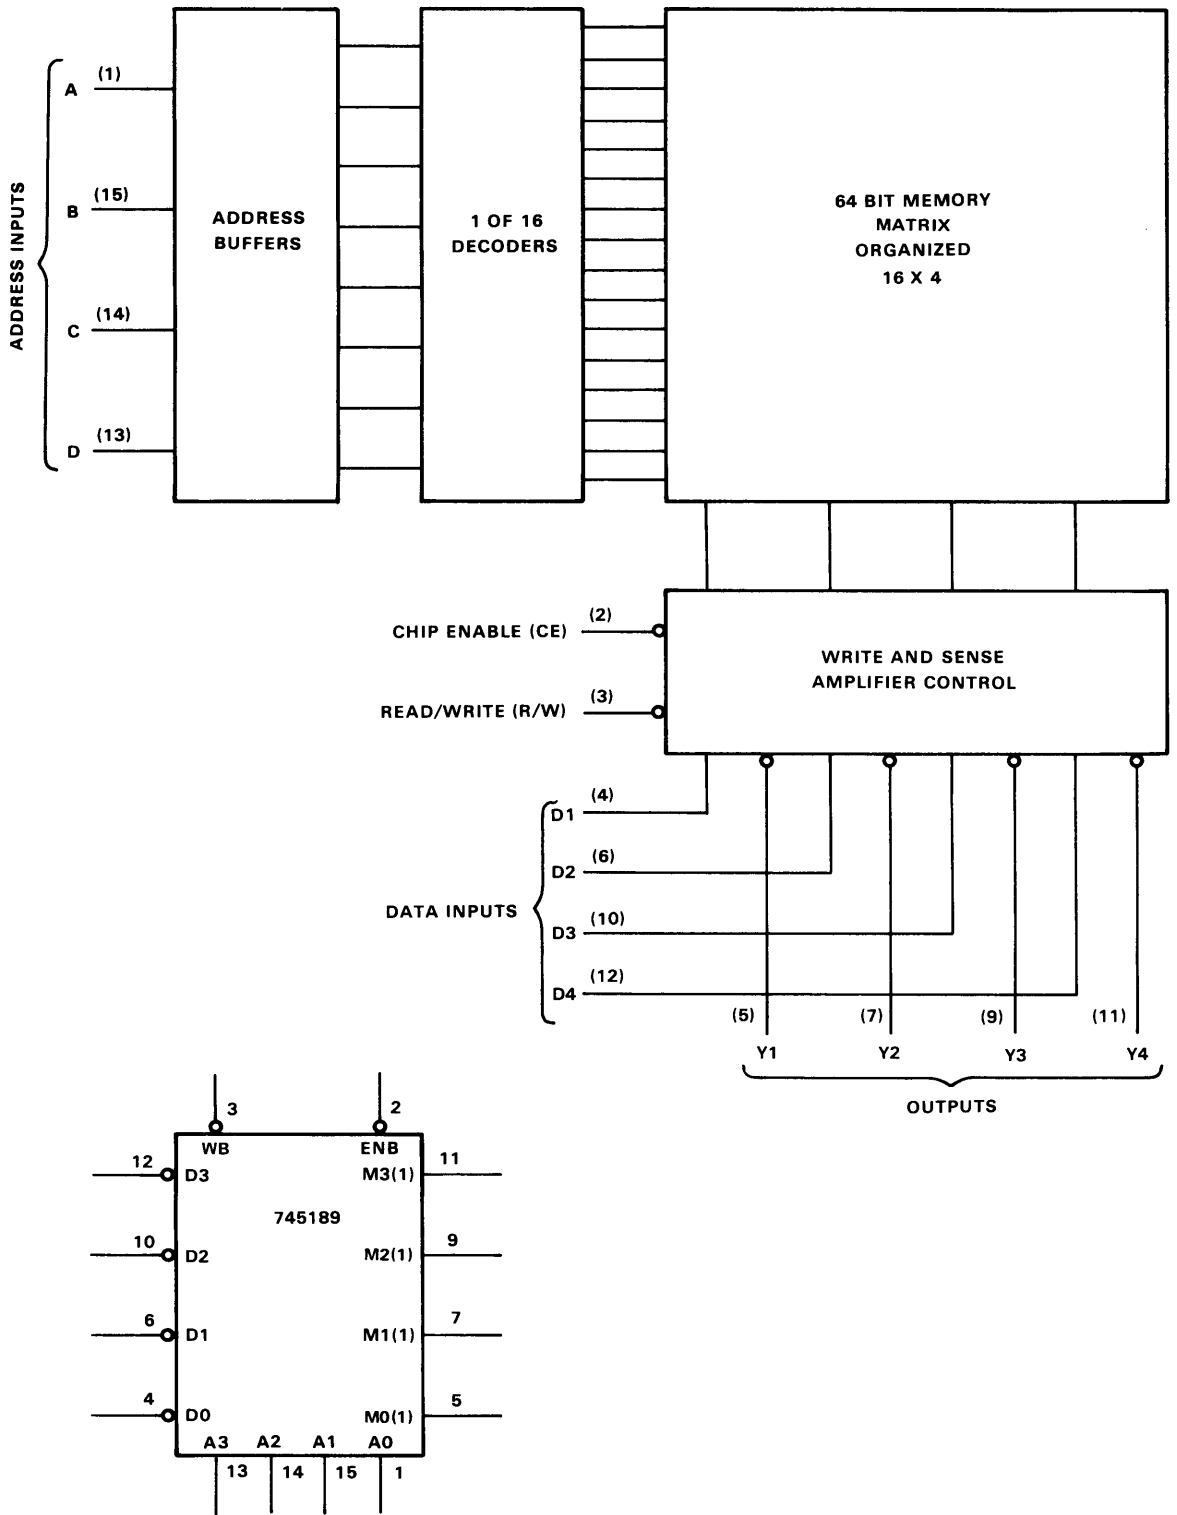 ADDRESS INPUTS
A (1)
B (15)
C (14)
D (13)
ADDRESS
BUFFERS
1 OF 16
DECODERS
64 BIT MEMORY
MATRIX
ORGANIZED
16 X 4
CHIP ENABLE (CE) (2)
READ/WRITE (R/W) (3)
WRITE AND SENSE
AMPLIFIER CONTROL
DATA INPUTS
D1 (4)
D2 (6)
D3 (10)
D4 (12)
(5) (7) (9) (11)
Y1 Y2 Y3 Y4
OUTPUTS
3 2
WB ENB
12 D3 M3(1) 11
745189
10 D2 M2(1) 9
6 D1 M1(1) 7
4 D0 M0(1) 5
A3 A2 A1 A0
13 14 15 1